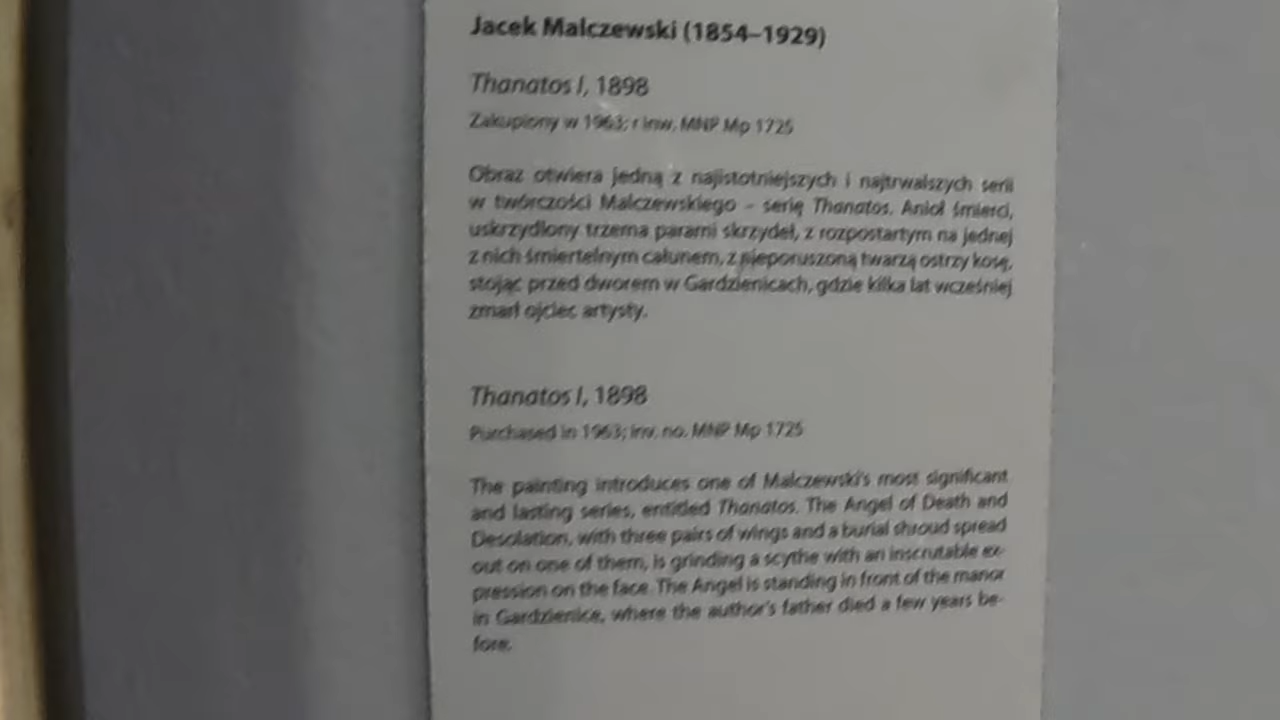 Jacek Malczewski (1854–1929)
Thanatos I, 1898
Zakupiony w 1963; r inw. MNP Mp 1725
Obraz otwiera jedną z najistotniejszych i najtrwalszych serii
w twórczości Malczewskiego – serię Thanatos. Anioł śmierci,
uskrzydlony trzema parami skrzydeł, z rozpostartym na jednej
z nich śmiertelnym całunem, z nieporuszoną twarzą ostrzy kosę,
stojąc przed dworem w Gardzienicach, gdzie kilka lat wcześniej
zmarł ojciec artysty.
Thanatos I, 1898
Purchased in 1963; inv. no. MNP Mp 1725
The painting introduces one of Malczewski's most significant
and lasting series, entitled Thanatos. The Angel of Death and
Desolation, with three pairs of wings and a burial shroud spread
out on one of them, is grinding a scythe with an inscrutable ex-
pression on the face. The Angel is standing in front of the manor
in Gardzienice, where the author's father died a few years be-
fore.